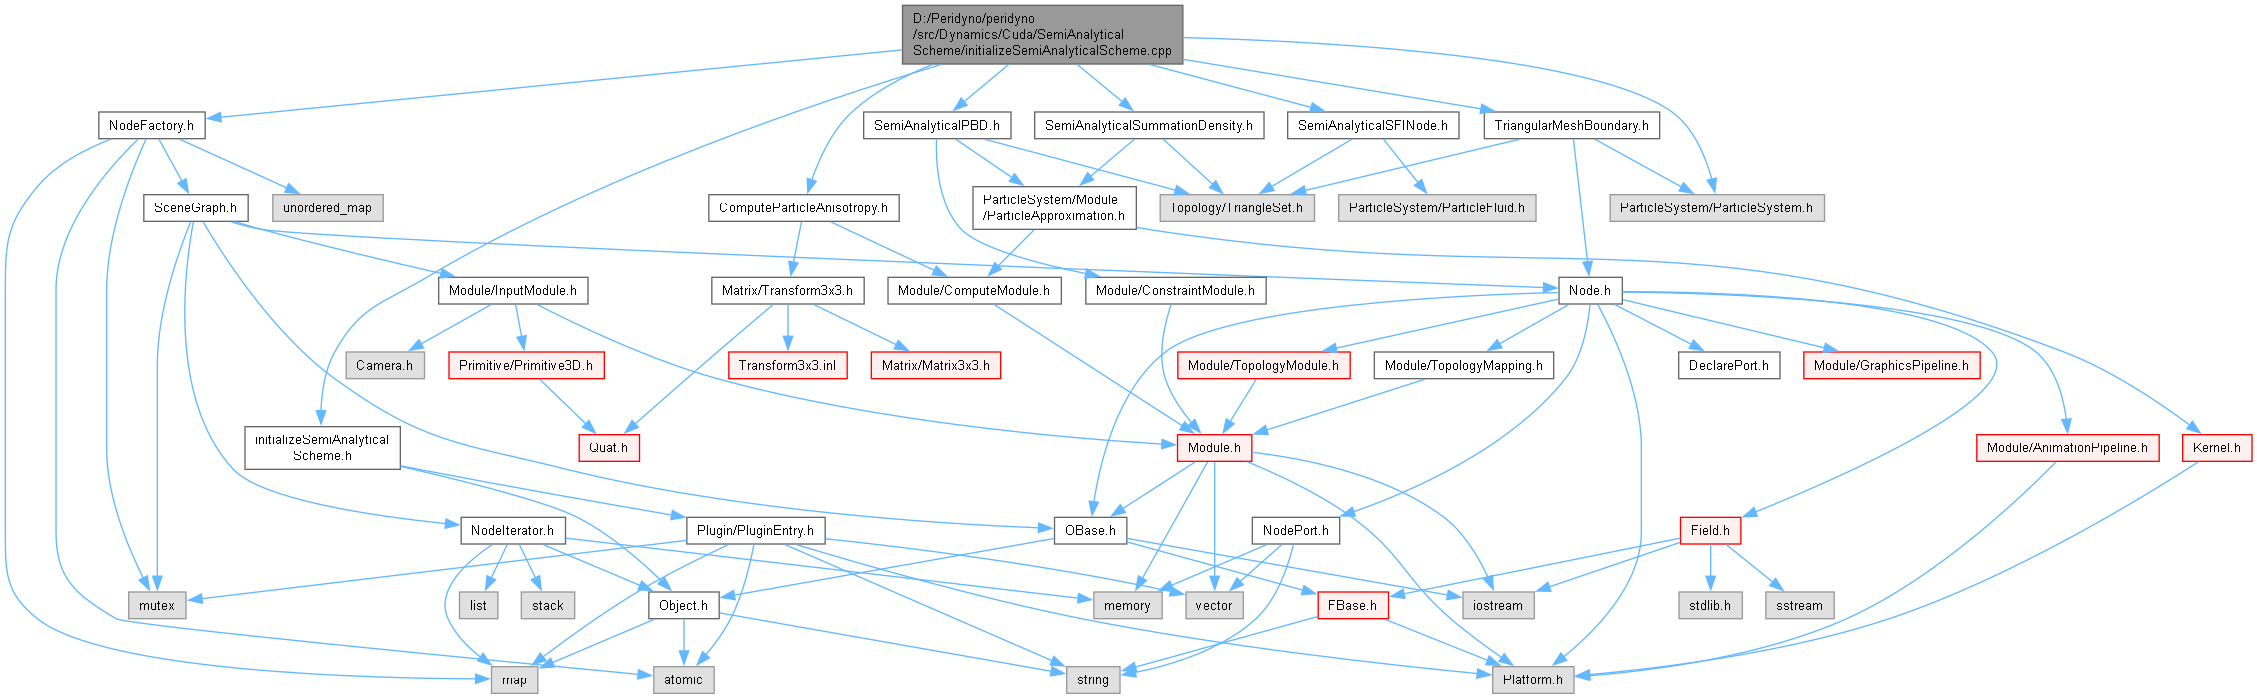 D:/Peridyno/peridyno
/src/Dynamics/Cuda/SemiAnalytical
Scheme/initializeSemiAnalyticalScheme.cpp
NodeFactory.h
SemiAnalyticalPBD.h
SemiAnalyticalSummationDensity.h
SemiAnalyticalSFINode.h
TriangularMeshBoundary.h
SceneGraph.h
unordered_map
ComputeParticleAnisotropy.h
ParticleSystem/Module
/ParticleApproximation.h
Topology/TriangleSet.h
ParticleSystem/ParticleFluid.h
ParticleSystem/ParticleSystem.h
Module/InputModule.h
Matrix/Transform3x3.h
Module/ComputeModule.h
Module/ConstraintModule.h
Node.h
Camera.h
Primitive/Primitive3D.h
Transform3x3.inl
Matrix/Matrix3x3.h
Module/TopologyModule.h
Module/TopologyMapping.h
DeclarePort.h
Module/GraphicsPipeline.h
initializeSemiAnalytical
Scheme.h
Quat.h
Module.h
Module/AnimationPipeline.h
Kernel.h
NodeIterator.h
Plugin/PluginEntry.h
OBase.h
NodePort.h
Field.h
mutex
list
stack
Object.h
memory
vector
FBase.h
iostream
stdlib.h
sstream
map
atomic
string
Platform.h